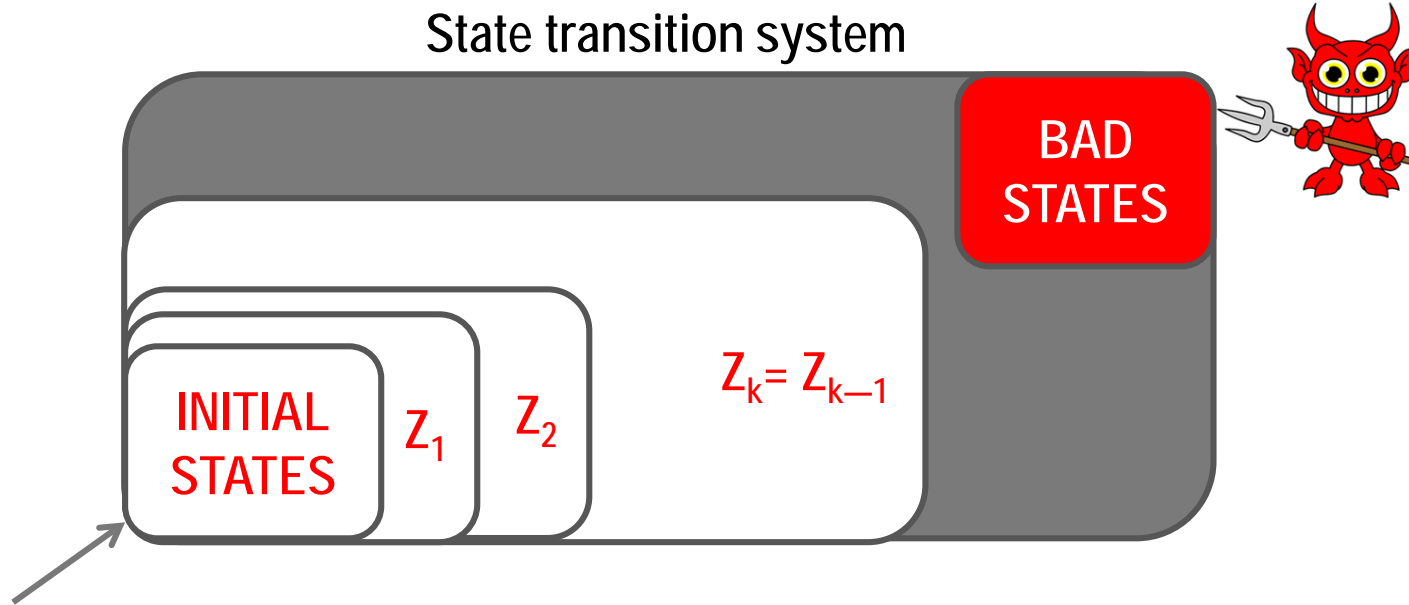 State transition system
BAD
STATES
Zₖ= Zₖ₋₁
INITIAL
STATES
Z₁
Z₂